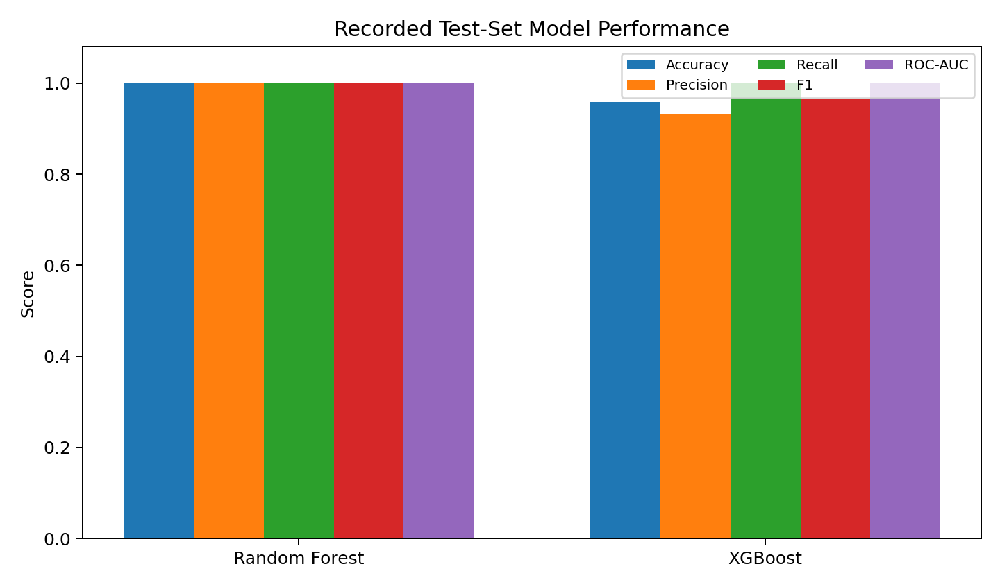 Recorded Test-Set Model Performance
Accuracy Recall ROC-AUC
Precision F1
1.0
0.8
0.6
0.4
0.2
0.0
Score
Random Forest XGBoost